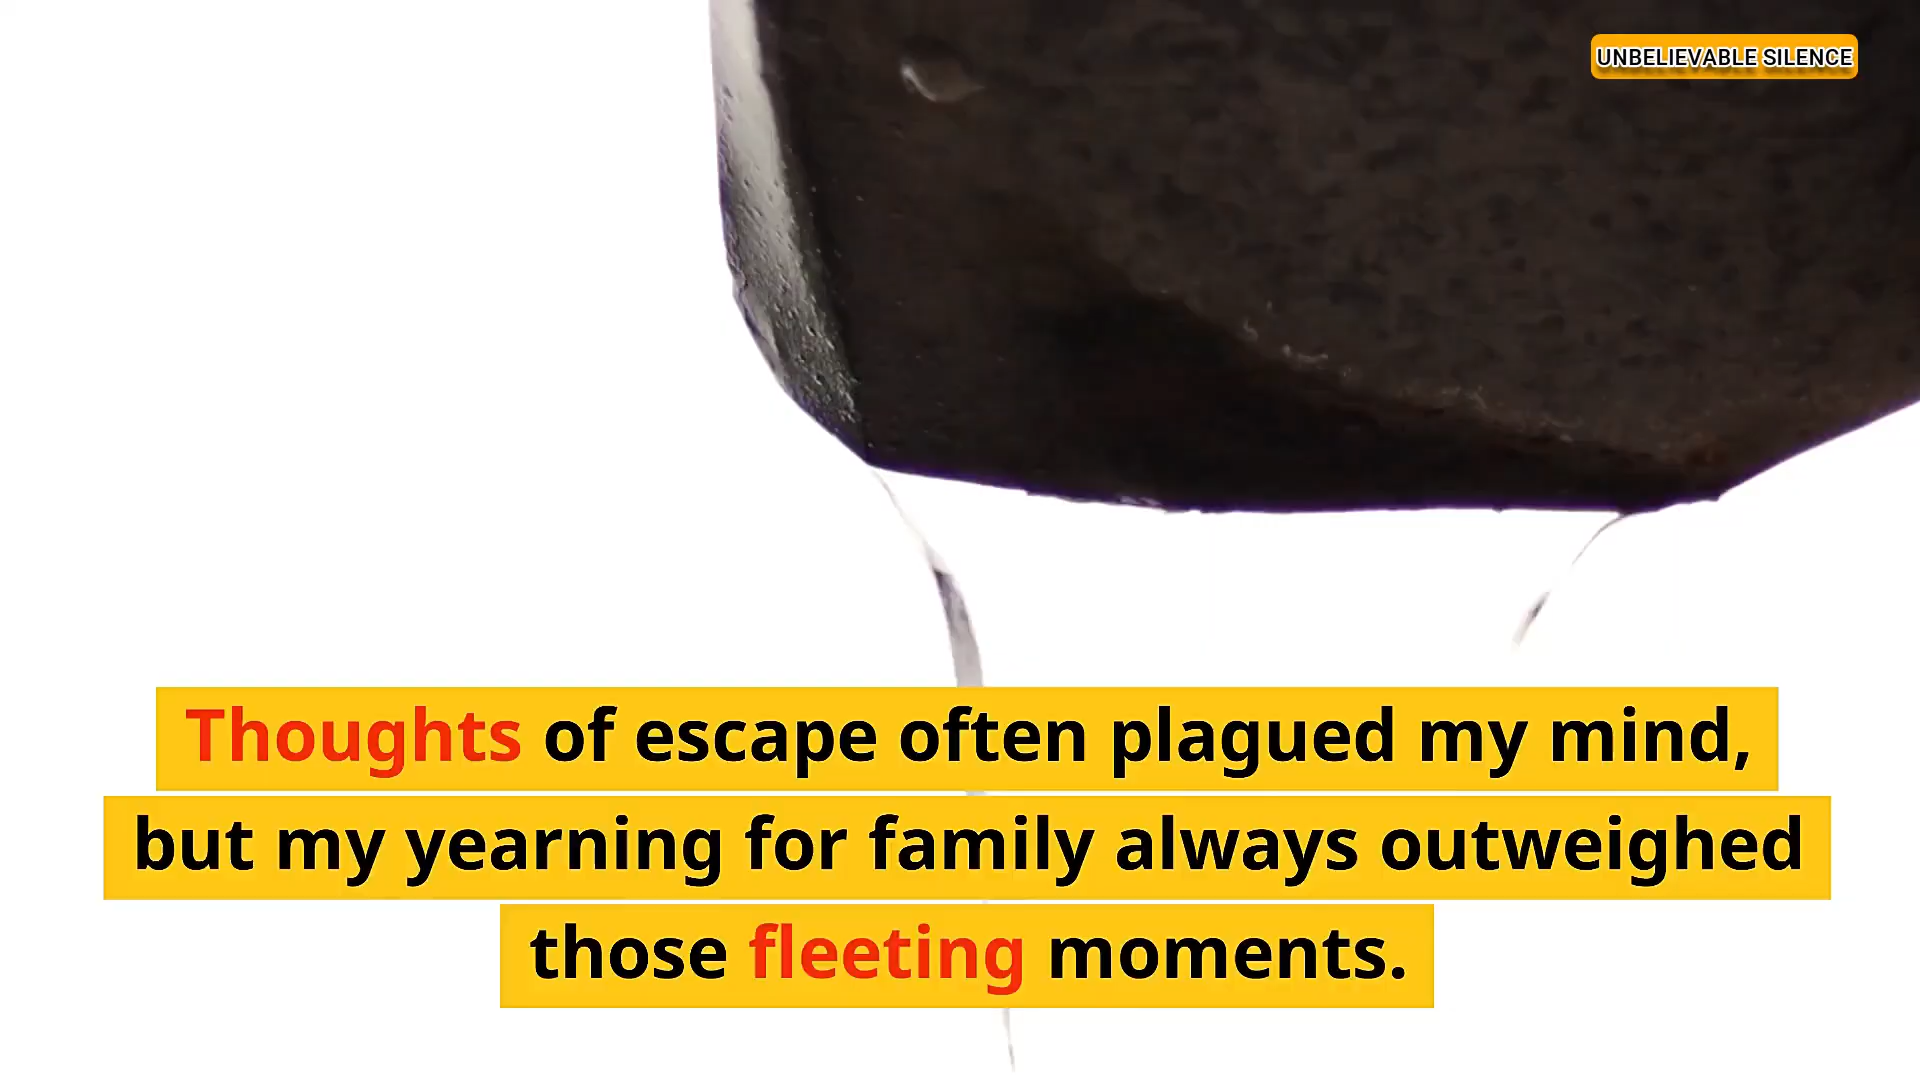 UNBELIEVABLE SILENCE
Thoughts of escape often plagued my mind,
but my yearning for family always outweighed
those fleeting moments.